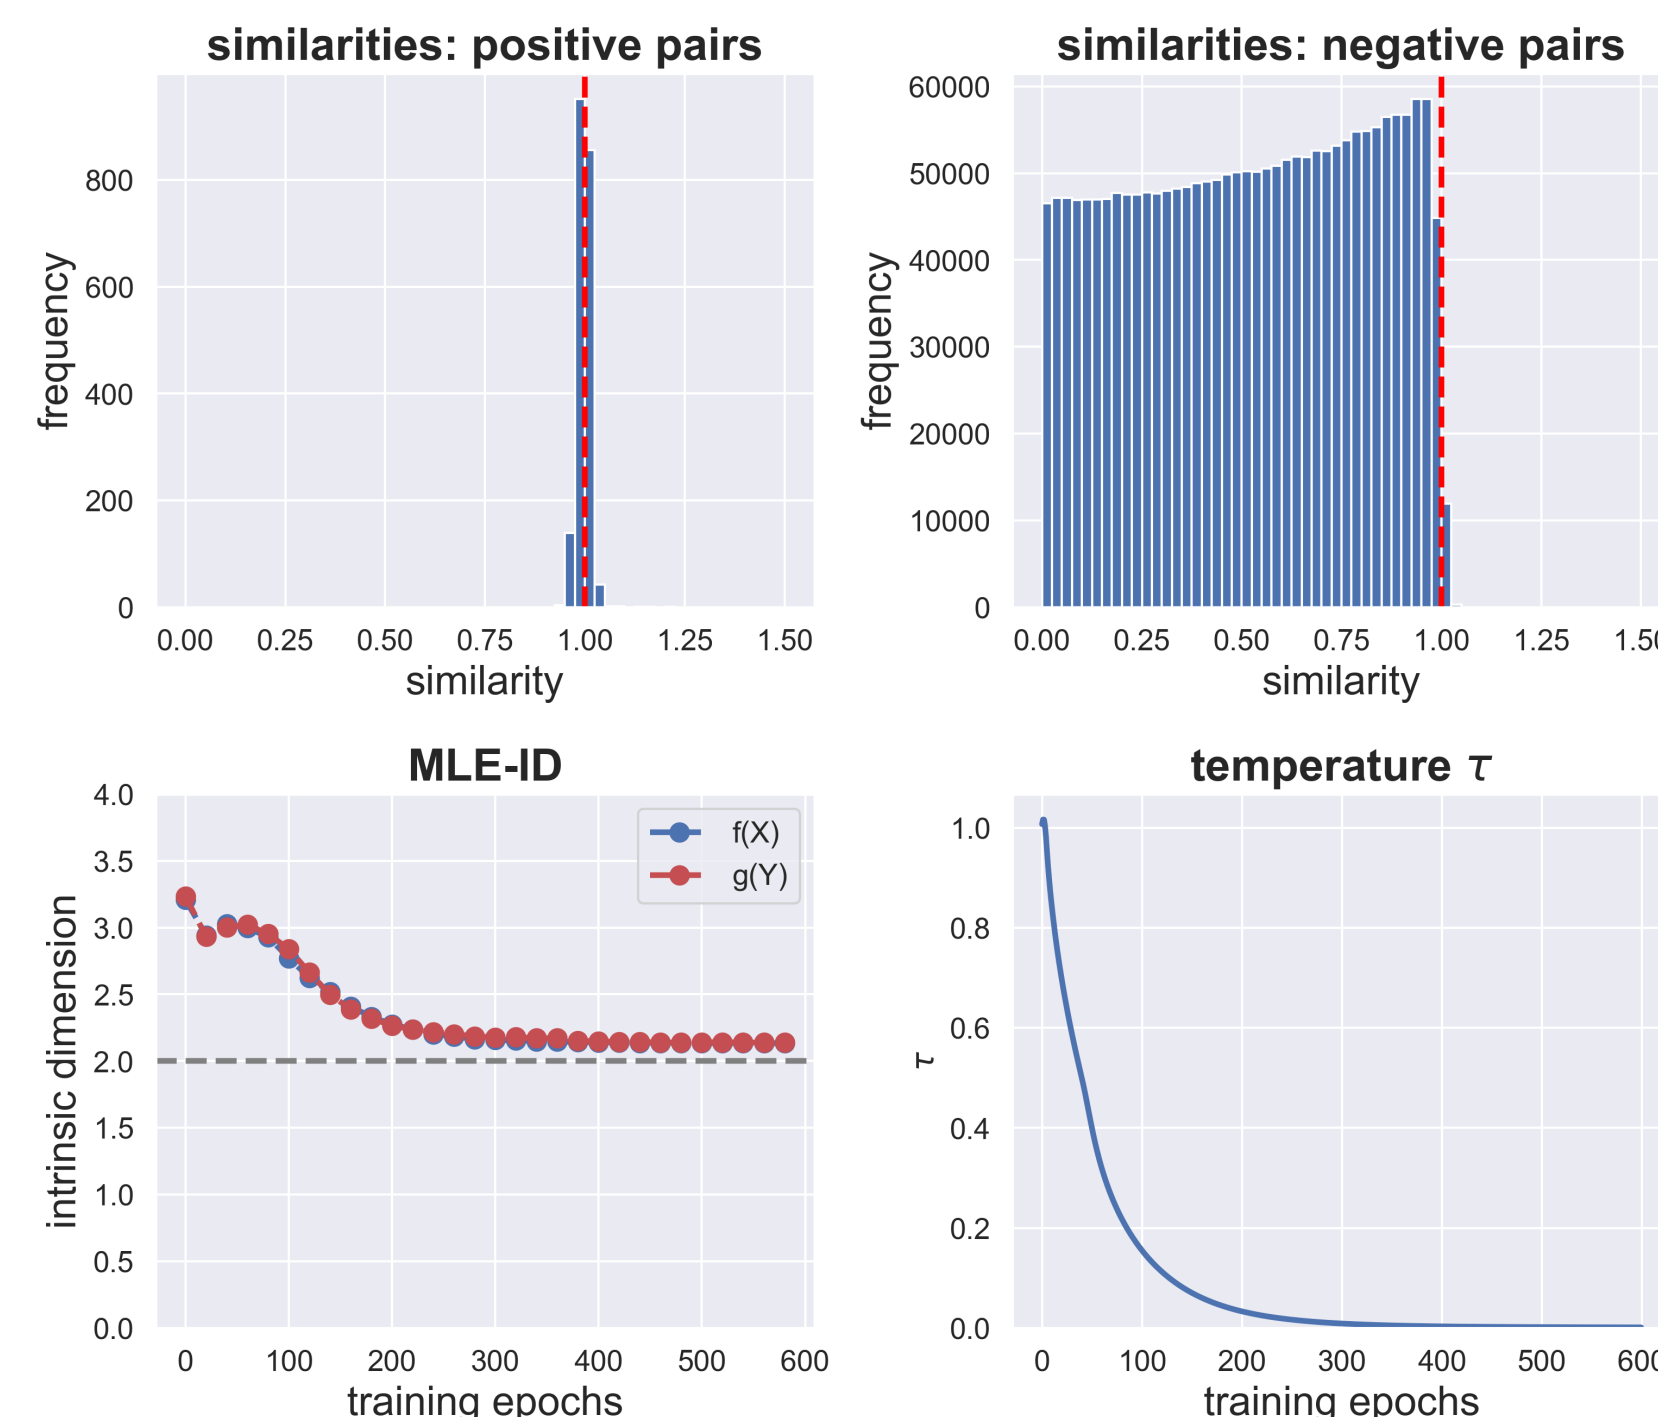 similarities: positive pairs
frequency
800
600
400
200
0
0.00 0.25 0.50 0.75 1.00 1.25 1.50
similarity
similarities: negative pairs
frequency
60000
50000
40000
30000
20000
10000
0
0.00 0.25 0.50 0.75 1.00 1.25 1.50
similarity
MLE-ID
intrinsic dimension
4.0
3.5
3.0
2.5
2.0
1.5
1.0
0.5
0.0
f(X)
g(Y)
0 100 200 300 400 500 600
training epochs
temperature τ
τ
1.0
0.8
0.6
0.4
0.2
0.0
0 100 200 300 400 500 600
training epochs